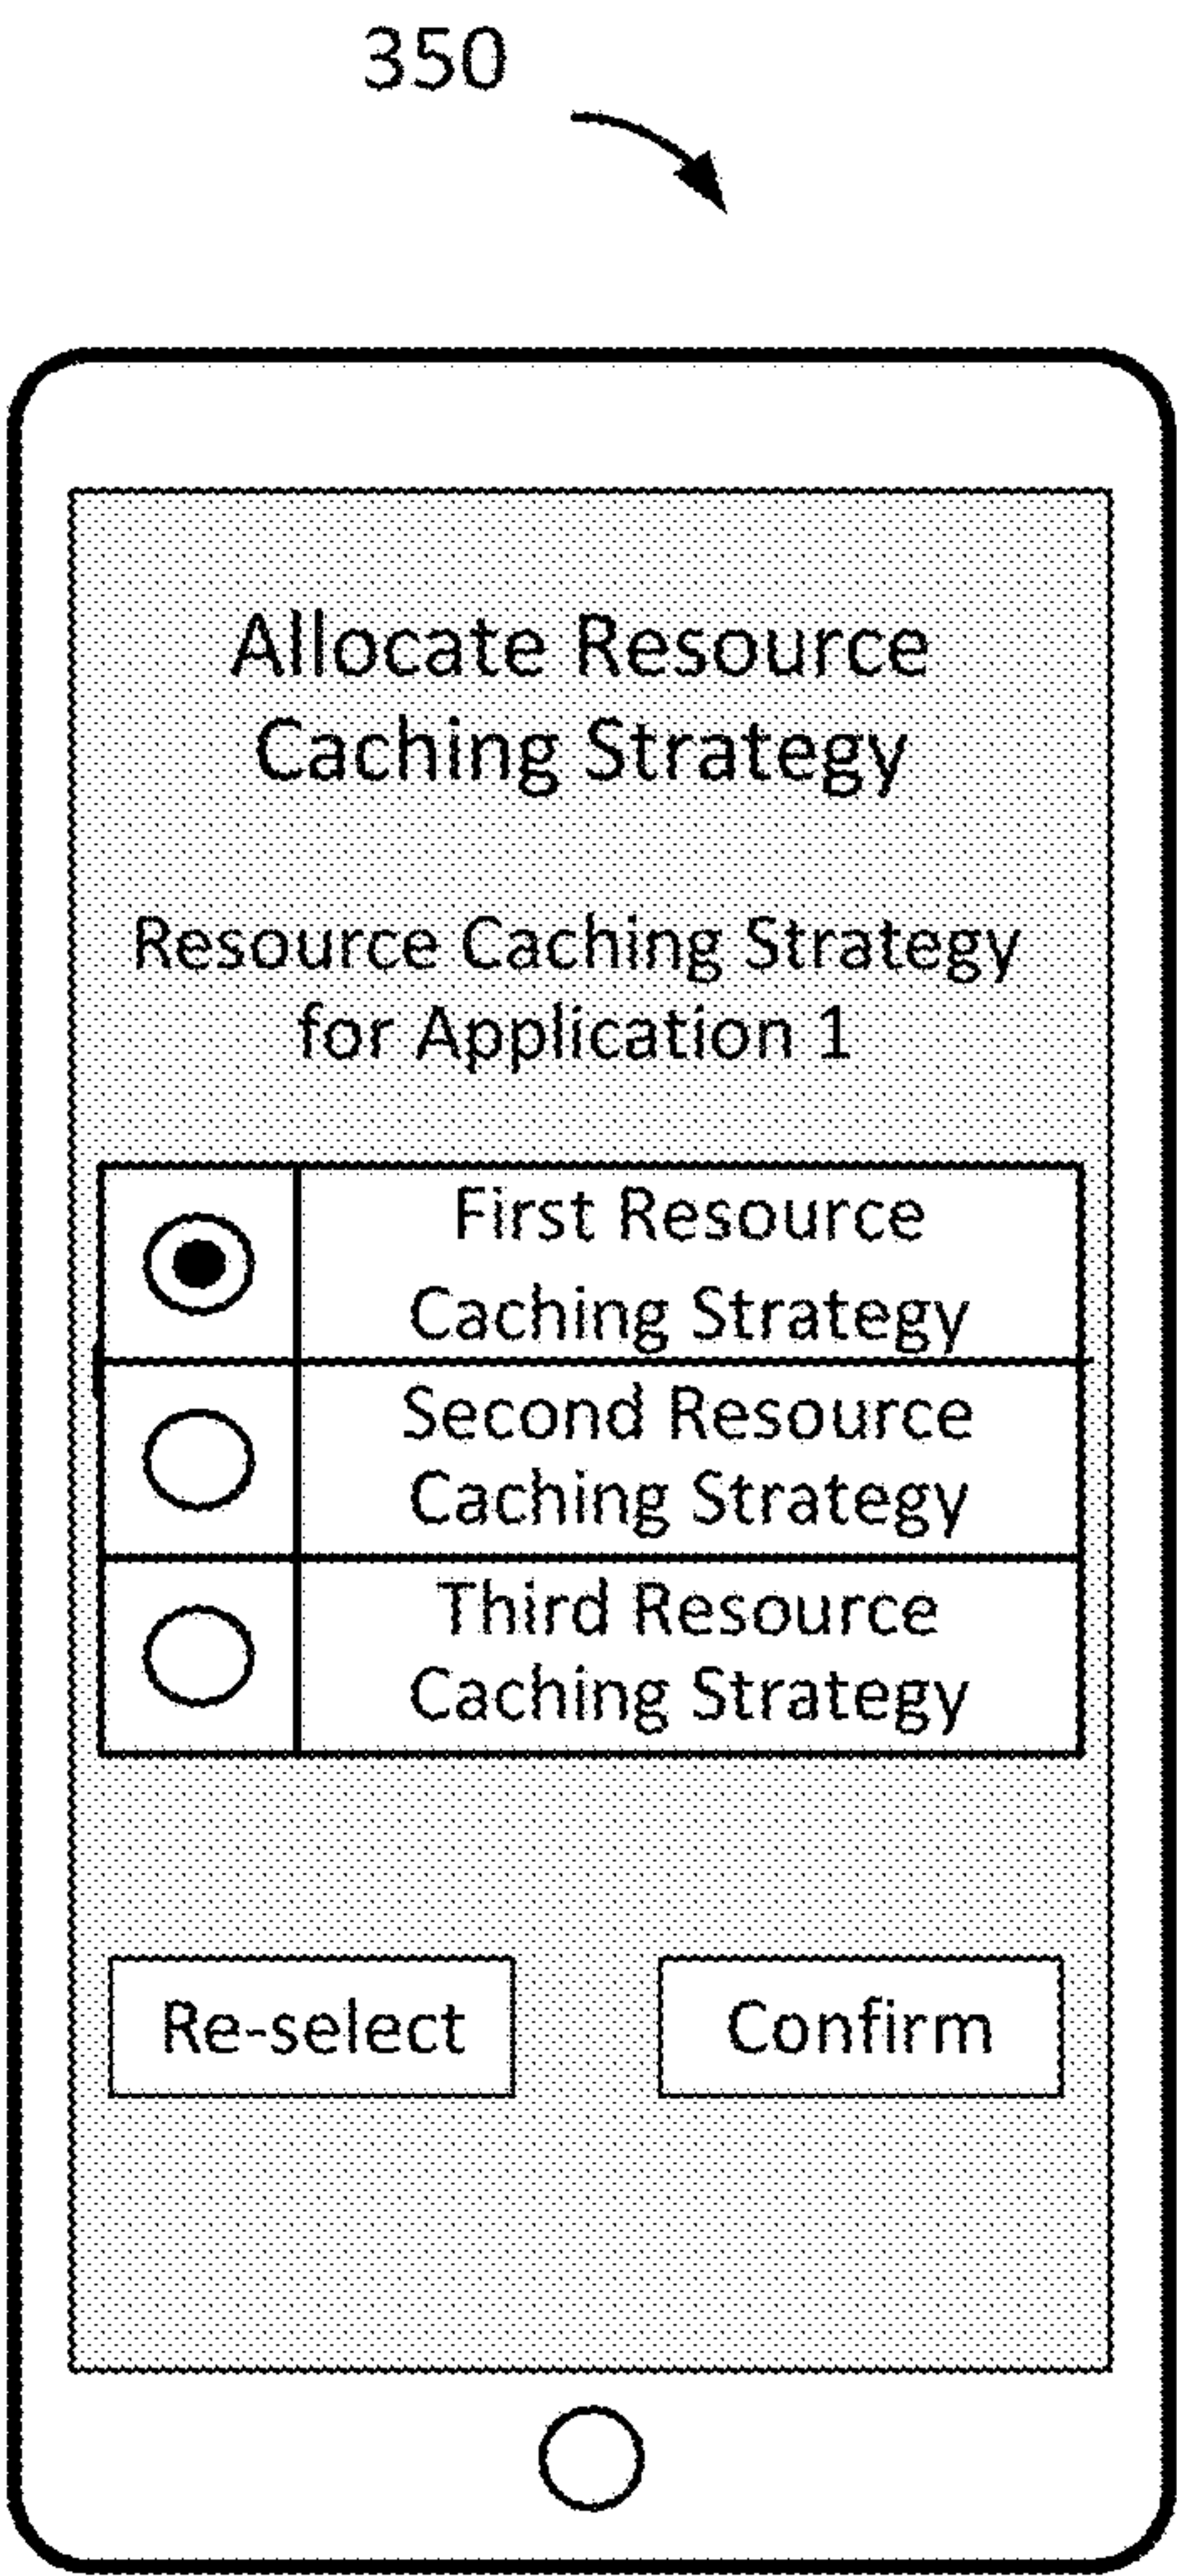 350
Allocate Resource
Caching Strategy
Resource Caching Strategy
for Application 1
First Resource
Caching Strategy
Second Resource
Caching Strategy
Third Resource
Caching Strategy
Re-select
Confirm